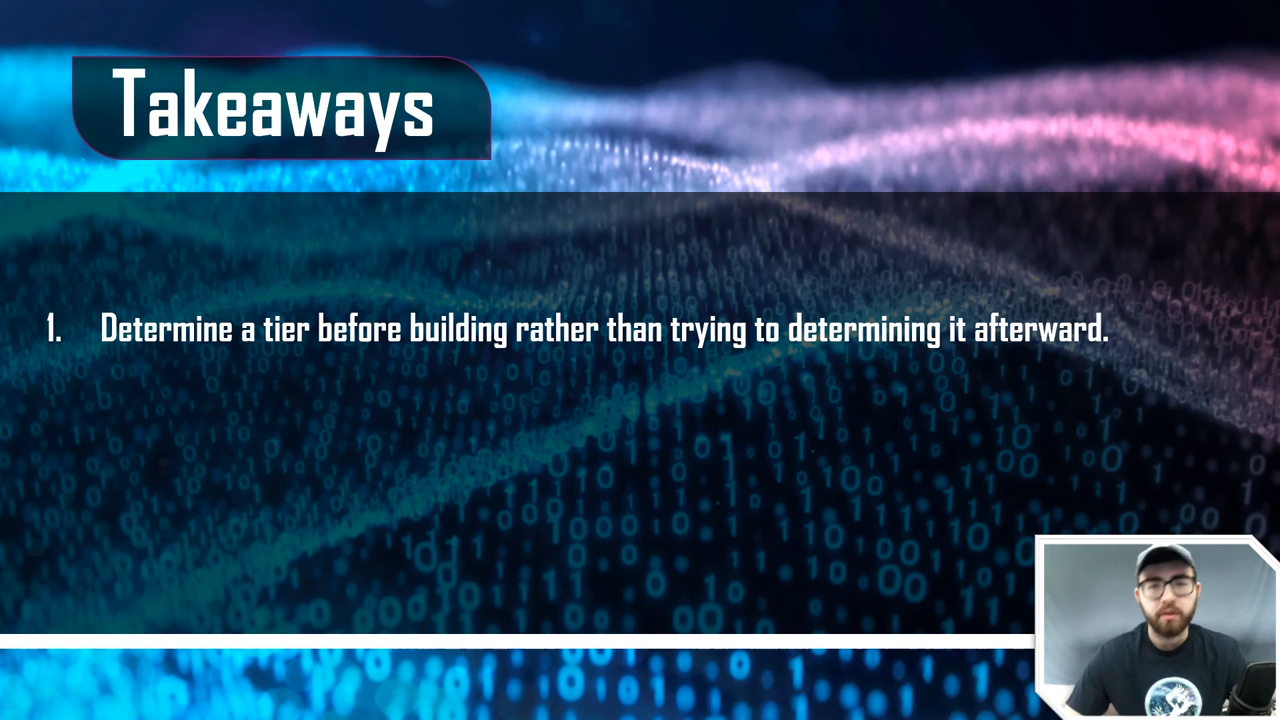 Takeaways
1. Determine a tier before building rather than trying to determining it afterward.